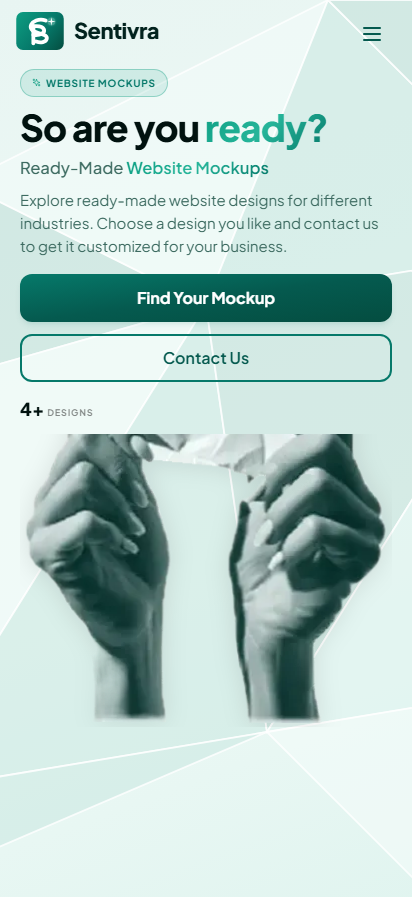 Sentivra
WEBSITE MOCKUPS
So are you ready?
Ready-Made Website Mockups
Explore ready-made website designs for different
industries. Choose a design you like and contact us
to get it customized for your business.
Find Your Mockup
Contact Us
4+ DESIGNS